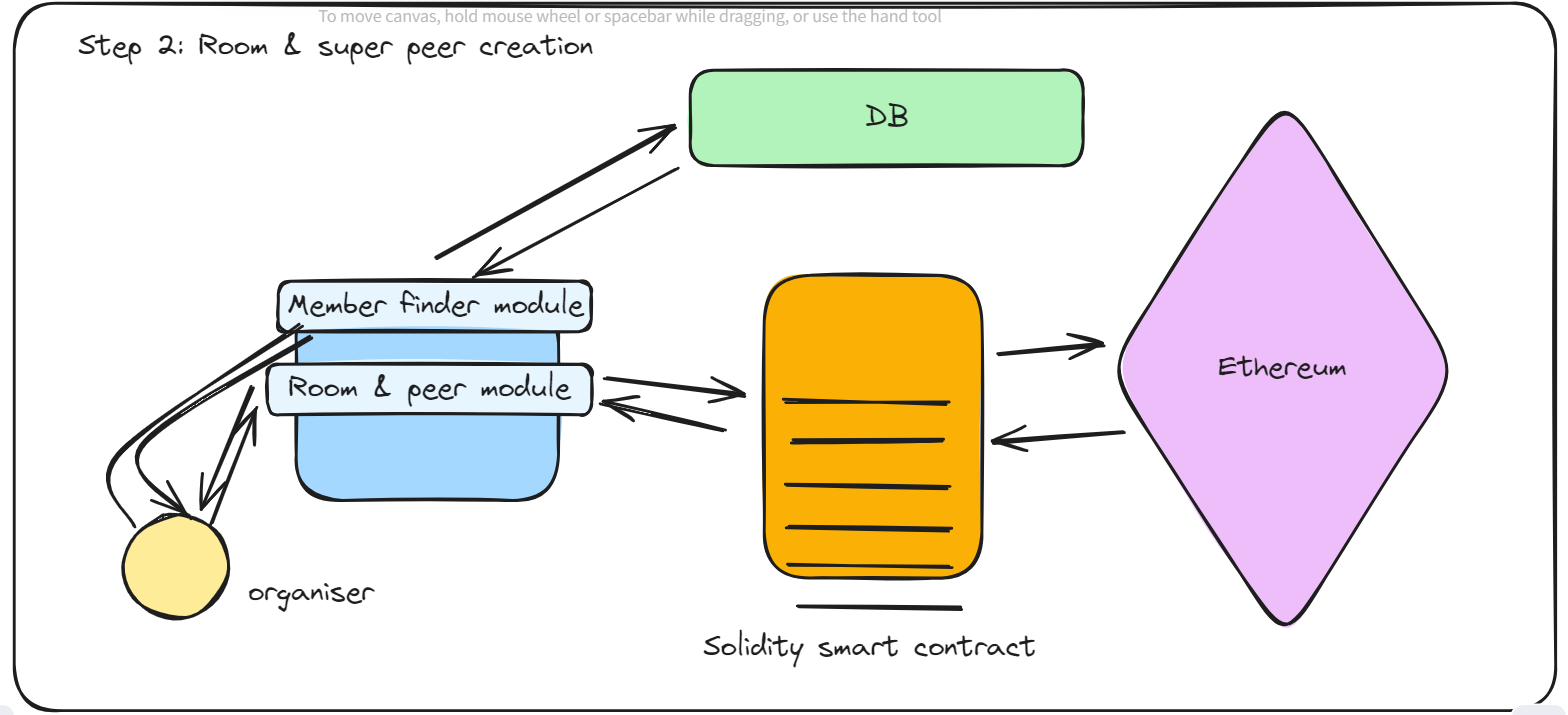 To move canvas, hold mouse wheel or spacebar while dragging, or use the hand tool
Step 2: Room & super peer creation
DB
Member finder module
Ethereum
Room & peer module
organiser
Solidity smart contract